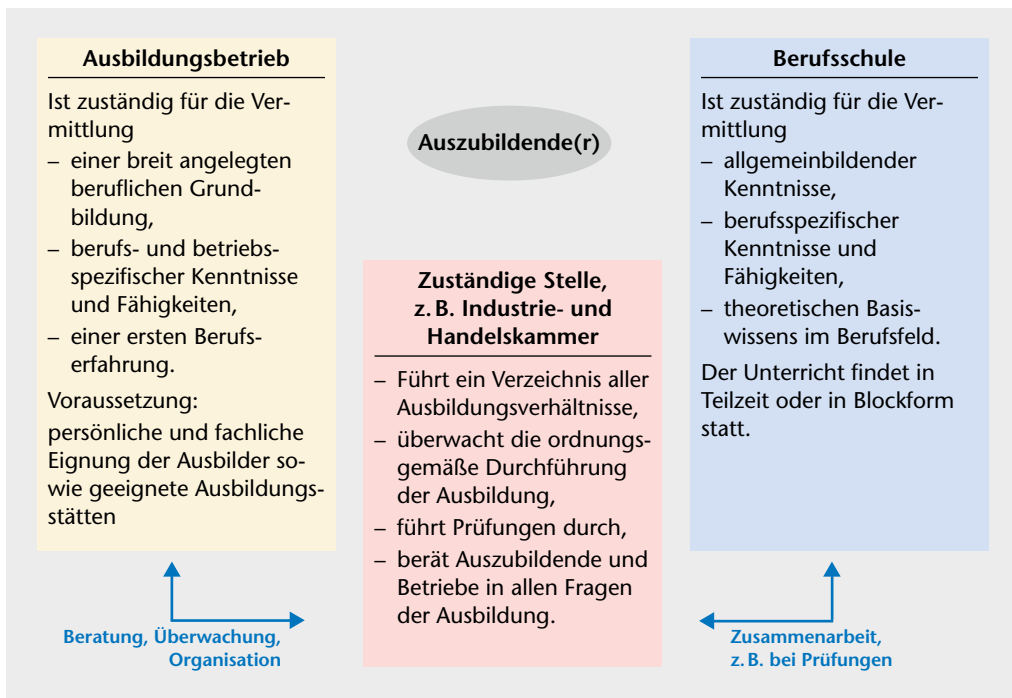 Ausbildungsbetrieb
Ist zuständig für die Ver-
mittlung
– einer breit angelegten
beruflichen Grund-
bildung,
– berufs- und betriebs-
spezifischer Kenntnisse
und Fähigkeiten,
– einer ersten Berufs-
erfahrung.
Voraussetzung:
persönliche und fachliche
Eignung der Ausbilder so-
wie geeignete Ausbildungs-
stätten
Auszubildende(r)
Zuständige Stelle,
z. B. Industrie- und
Handelskammer
– Führt ein Verzeichnis aller
Ausbildungsverhältnisse,
– überwacht die ordnungs-
gemäße Durchführung
der Ausbildung,
– führt Prüfungen durch,
– berät Auszubildende und
Betriebe in allen Fragen
der Ausbildung.
Berufsschule
Ist zuständig für die Ver-
mittlung
– allgemeinbildender
Kenntnisse,
– berufsspezifischer
Kenntnisse und
Fähigkeiten,
– theoretischen Basis-
wissens im Berufsfeld.
Der Unterricht findet in
Teilzeit oder in Blockform
statt.
Beratung, Überwachung,
Organisation
Zusammenarbeit,
z. B. bei Prüfungen